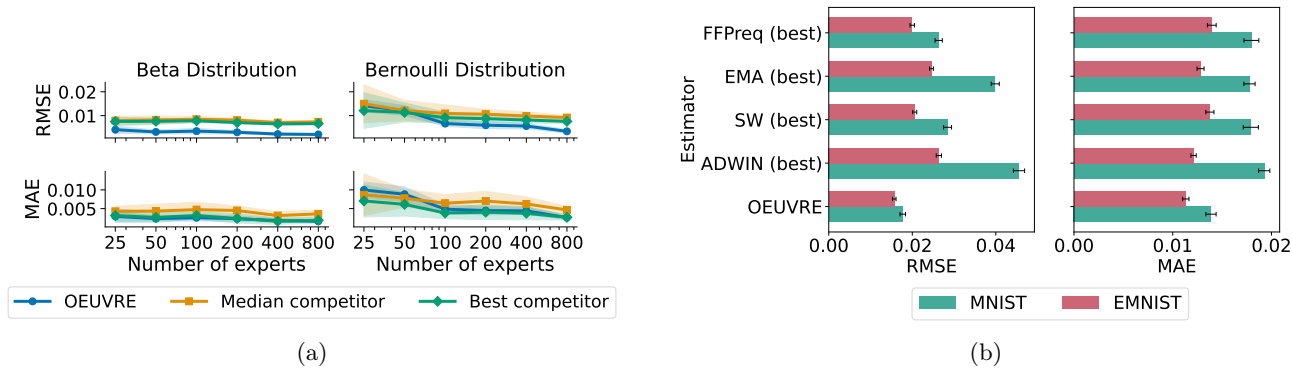 Beta Distribution
Bernoulli Distribution
RMSE
0.02
0.01
MAE
0.010
0.005
25 50 100 200 400 800
25 50 100 200 400 800
Number of experts
Number of experts
OEUVRE Median competitor Best competitor
(a)
Estimator
FFPreq (best)
EMA (best)
SW (best)
ADWIN (best)
OEUVRE
0.00 0.02 0.04
0.00 0.01 0.02
RMSE
MAE
MNIST EMNIST
(b)